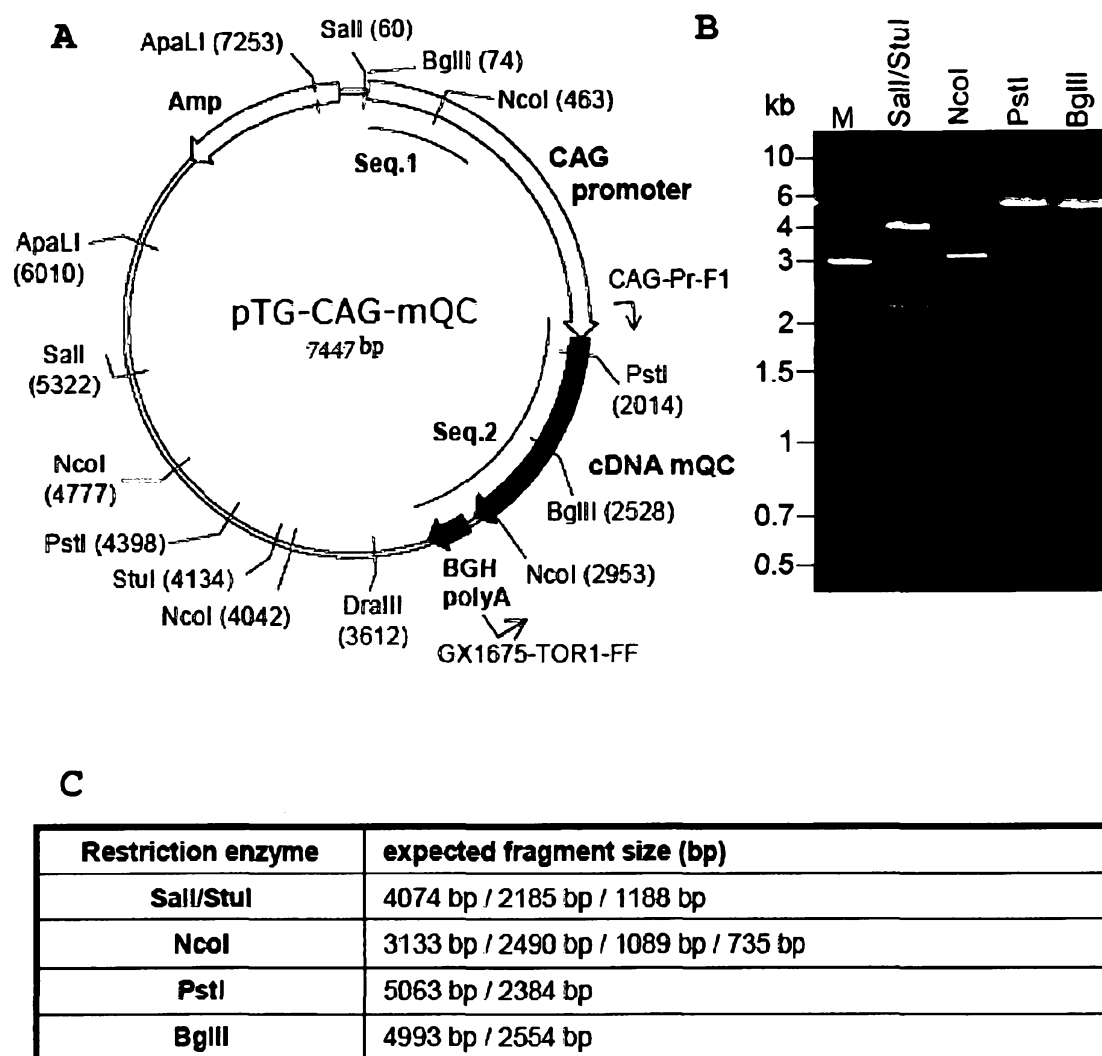 A
ApaLI (7253)
SalI (60)
BglII (74)
NcoI (463)
Amp
Seq.1
CAG
promoter
ApaLI
(6010)
CAG-Pr-F1
pTG-CAG-mQC
7447 bp
SalI
(5322)
PstI
(2014)
Seq.2
cDNA mQC
NcoI
(4777)
BglII (2528)
PstI (4398)
StuI (4134)
NcoI (4042)
DraIII
(3612)
BGH
polyA
NcoI (2953)
GX1675-TOR1-FF
B
kb
M
SalI/StuI
NcoI
PstI
BglII
10
6
4
3
2
1.5
1
0.7
0.5
C
Restriction enzyme expected fragment size (bp)
SalI/StuI 4074 bp / 2185 bp / 1188 bp
NcoI 3133 bp / 2490 bp / 1089 bp / 735 bp
PstI 5063 bp / 2384 bp
BglII 4993 bp / 2554 bp